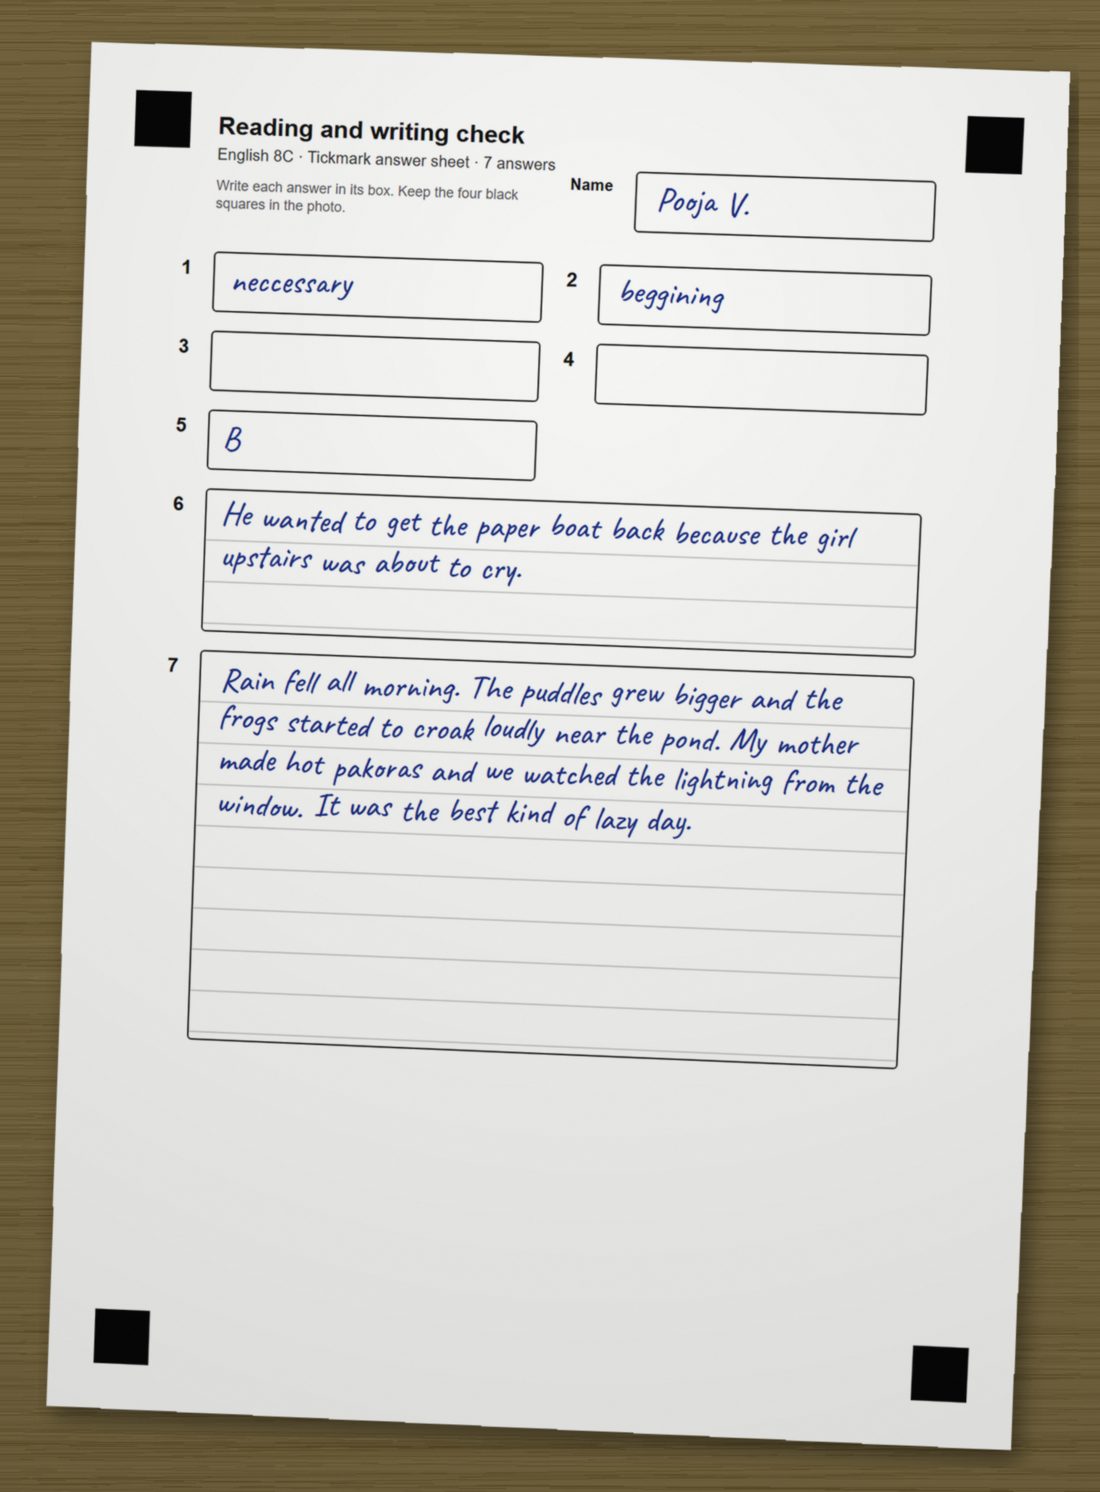 Reading and writing check
English 8C · Tickmark answer sheet · 7 answers
Write each answer in its box. Keep the four black
squares in the photo.
Name
Pooja V.
1
neccessary
2
beggining
3
4
5
B
6
He wanted to get the paper boat back because the girl
upstairs was about to cry.
7
Rain fell all morning. The puddles grew bigger and the
frogs started to croak loudly near the pond. My mother
made hot pakoras and we watched the lightning from the
window. It was the best kind of lazy day.